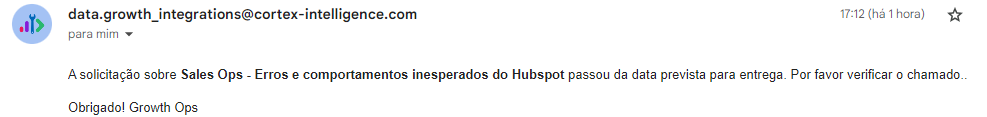 data.growth_integrations@cortex-intelligence.com 17:12 (há 1 hora)
para mim
A solicitação sobre Sales Ops - Erros e comportamentos inesperados do Hubspot passou da data prevista para entrega. Por favor verificar o chamado..
Obrigado! Growth Ops